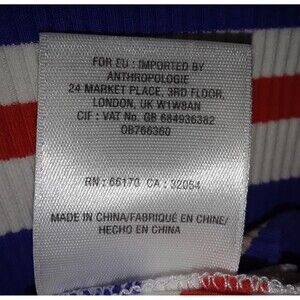 FOR EU : IMPORTED BY
ANTHROPOLOGIE
24 MARKET PLACE, 3RD FLOOR,
LONDON, UK W1W8AN
CIF : VAT No. GB 684936382
OB766360
RN : 66170 CA : 32054
MADE IN CHINA/FABRIQUÉ EN CHINE/
HECHO EN CHINA